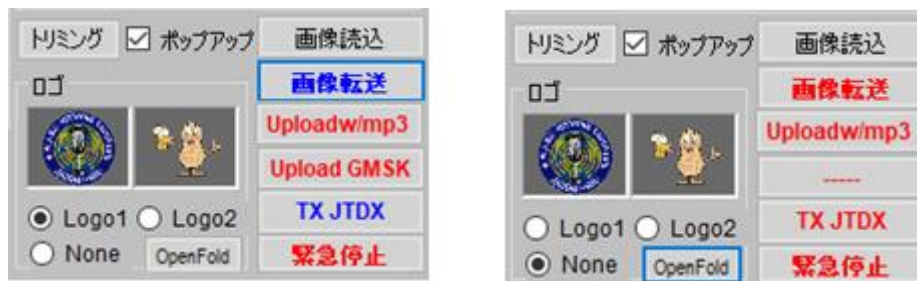 トリミング ポップアップ 画像読込
ロゴ 画像転送
Uploadw/mp3
Upload GMSK
Logo1 Logo2 TX JTDX
None OpenFold 緊急停止
トリミング ポップアップ 画像読込
ロゴ 画像転送
Uploadw/mp3
-----
Logo1 Logo2 TX JTDX
None OpenFold 緊急停止